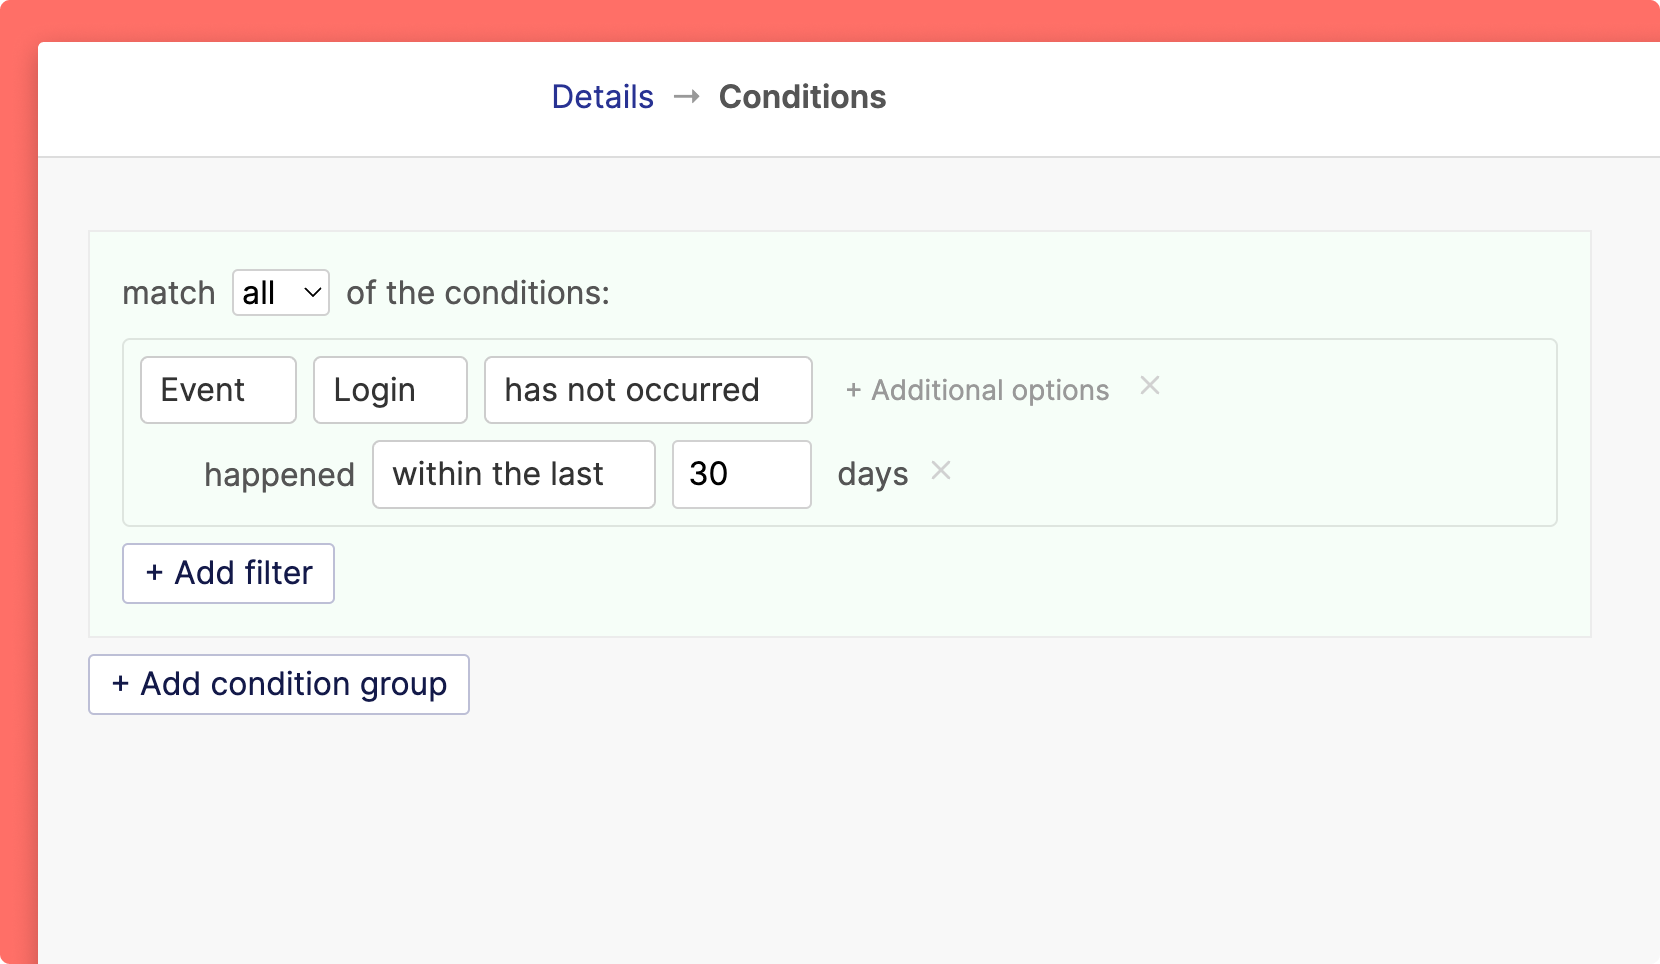 Details → Conditions
match all of the conditions:
Event Login has not occurred + Additional options ×
happened within the last 30 days ×
+ Add filter
+ Add condition group